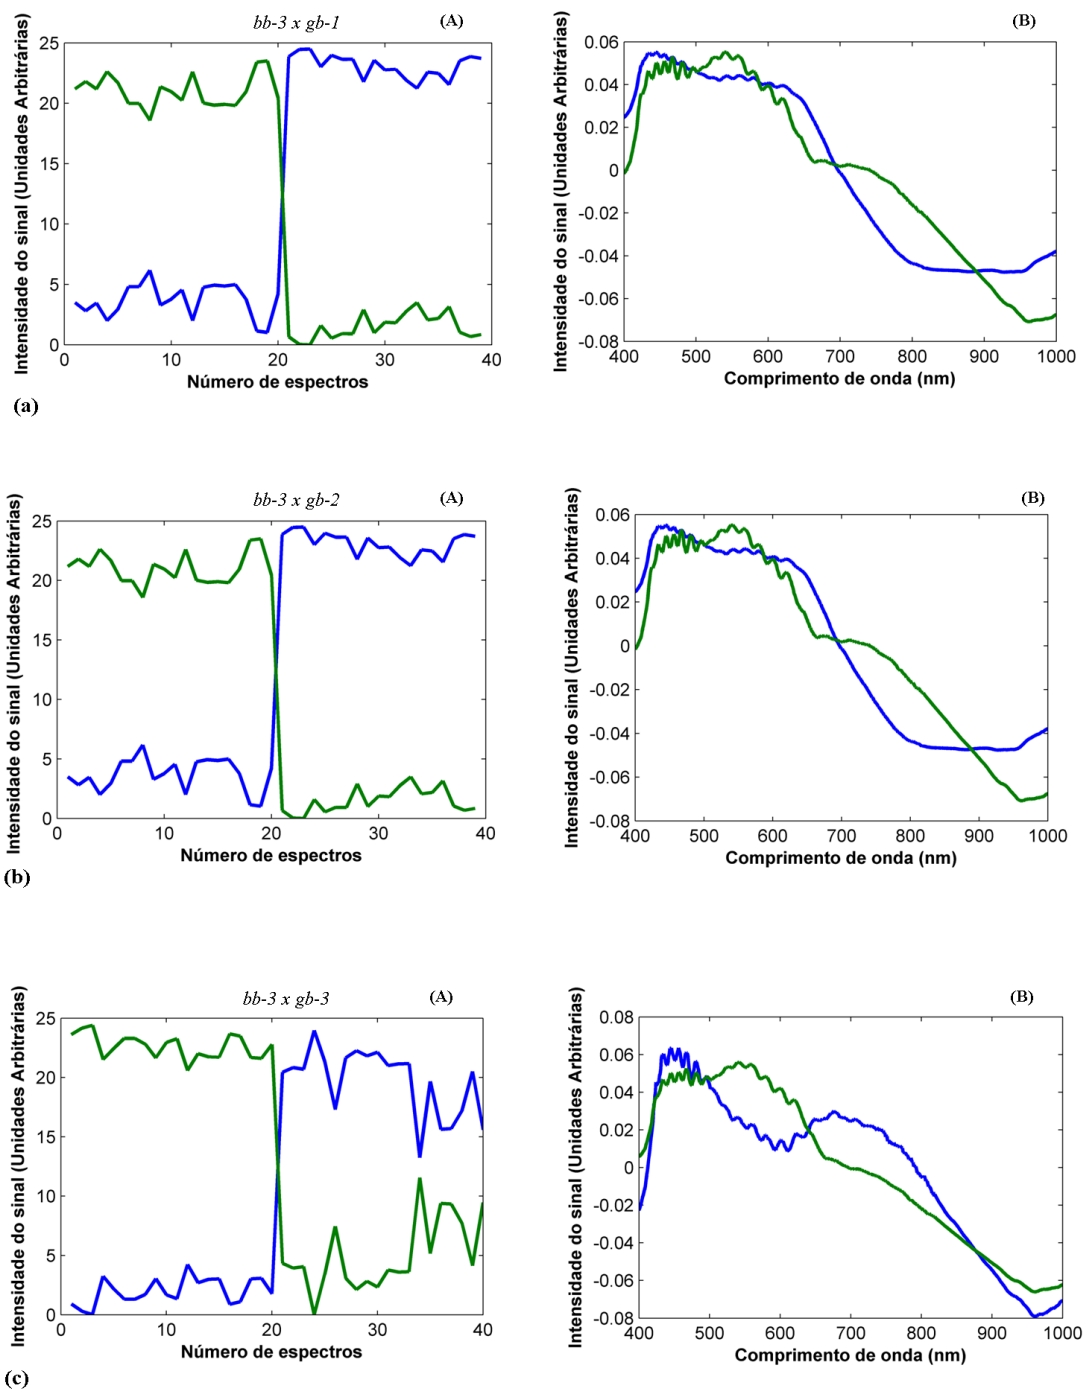 bb-3 x gb-1
(A)
(B)
Intensidade do sinal (Unidades Arbitrárias)
25
20
15
10
5
0
0 10 20 30 40
Número de espectros
Intensidade do sinal (Unidades Arbitrárias)
0.06
0.04
0.02
0
-0.02
-0.04
-0.06
-0.08
400 500 600 700 800 900 1000
Comprimento de onda (nm)
(a)
bb-3 x gb-2
(A)
(B)
Intensidade do sinal (Unidades Arbitrárias)
25
20
15
10
5
0
0 10 20 30 40
Número de espectros
Intensidade do sinal (Unidades Arbitrárias)
0.06
0.04
0.02
0
-0.02
-0.04
-0.06
-0.08
400 500 600 700 800 900 1000
Comprimento de onda (nm)
(b)
bb-3 x gb-3
(A)
(B)
Intensidade do sinal (Unidades Arbitrárias)
25
20
15
10
5
0
0 10 20 30 40
Número de espectros
Intensidade do sinal (Unidades Arbitrárias)
0.08
0.06
0.04
0.02
0
-0.02
-0.04
-0.06
-0.08
400 500 600 700 800 900 1000
Comprimento de onda (nm)
(c)